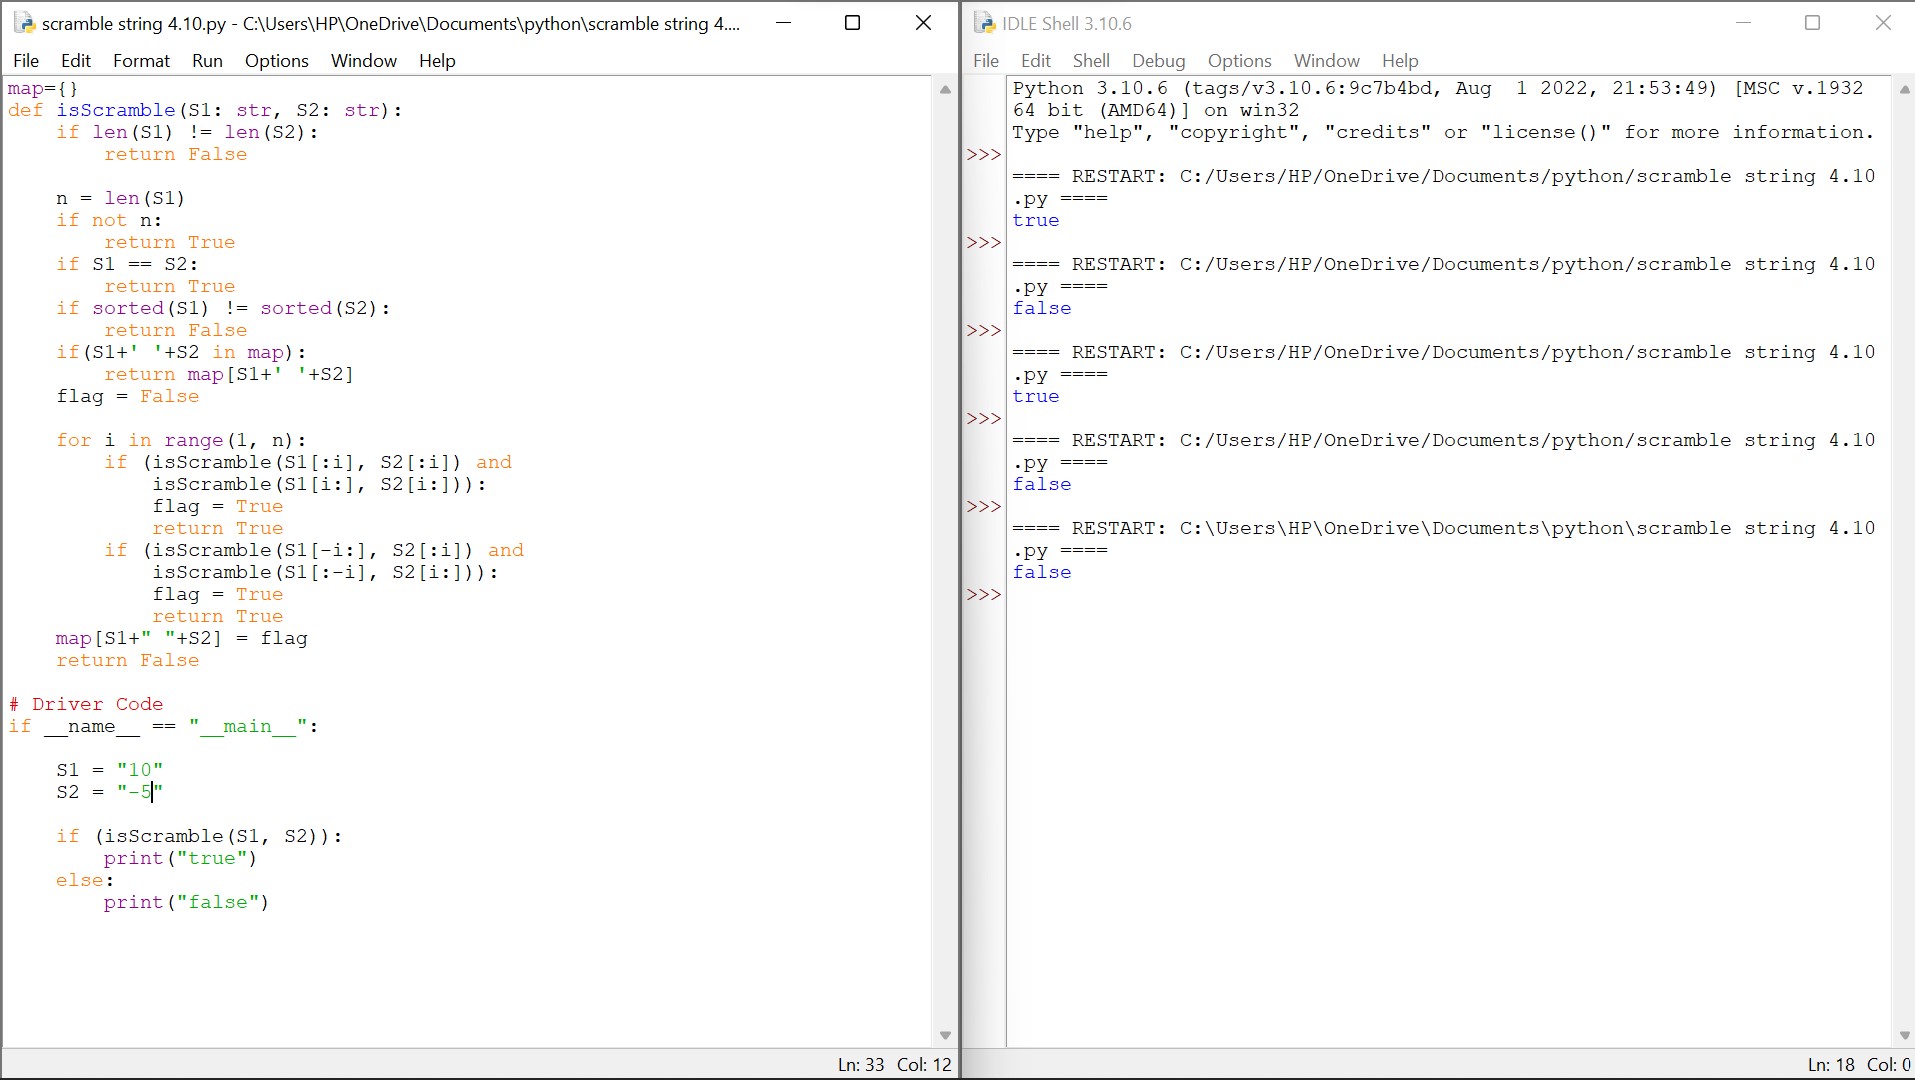 scramble string 4.10.py - C:\Users\HP\OneDrive\Documents\python\scramble string 4....
File Edit Format Run Options Window Help
map={}
def isScramble(S1: str, S2: str):
    if len(S1) != len(S2):
        return False

    n = len(S1)
    if not n:
        return True
    if S1 == S2:
        return True
    if sorted(S1) != sorted(S2):
        return False
    if(S1+' '+S2 in map):
        return map[S1+' '+S2]
    flag = False

    for i in range(1, n):
        if (isScramble(S1[:i], S2[:i]) and
            isScramble(S1[i:], S2[i:])):
            flag = True
            return True
        if (isScramble(S1[-i:], S2[:i]) and
            isScramble(S1[:-i], S2[i:])):
            flag = True
            return True
    map[S1+" "+S2] = flag
    return False

# Driver Code
if __name__ == "__main__":

    S1 = "10"
    S2 = "-5"

    if (isScramble(S1, S2)):
        print("true")
    else:
        print("false")
Ln: 33 Col: 12
IDLE Shell 3.10.6
File Edit Shell Debug Options Window Help
Python 3.10.6 (tags/v3.10.6:9c7b4bd, Aug  1 2022, 21:53:49) [MSC v.1932
64 bit (AMD64)] on win32
Type "help", "copyright", "credits" or "license()" for more information.
>>>
==== RESTART: C:/Users/HP/OneDrive/Documents/python/scramble string 4.10
.py ====
true
>>>
==== RESTART: C:/Users/HP/OneDrive/Documents/python/scramble string 4.10
.py ====
false
>>>
==== RESTART: C:/Users/HP/OneDrive/Documents/python/scramble string 4.10
.py ====
true
>>>
==== RESTART: C:/Users/HP/OneDrive/Documents/python/scramble string 4.10
.py ====
false
>>>
==== RESTART: C:\Users\HP\OneDrive\Documents\python\scramble string 4.10
.py ====
false
>>>
Ln: 18 Col: 0